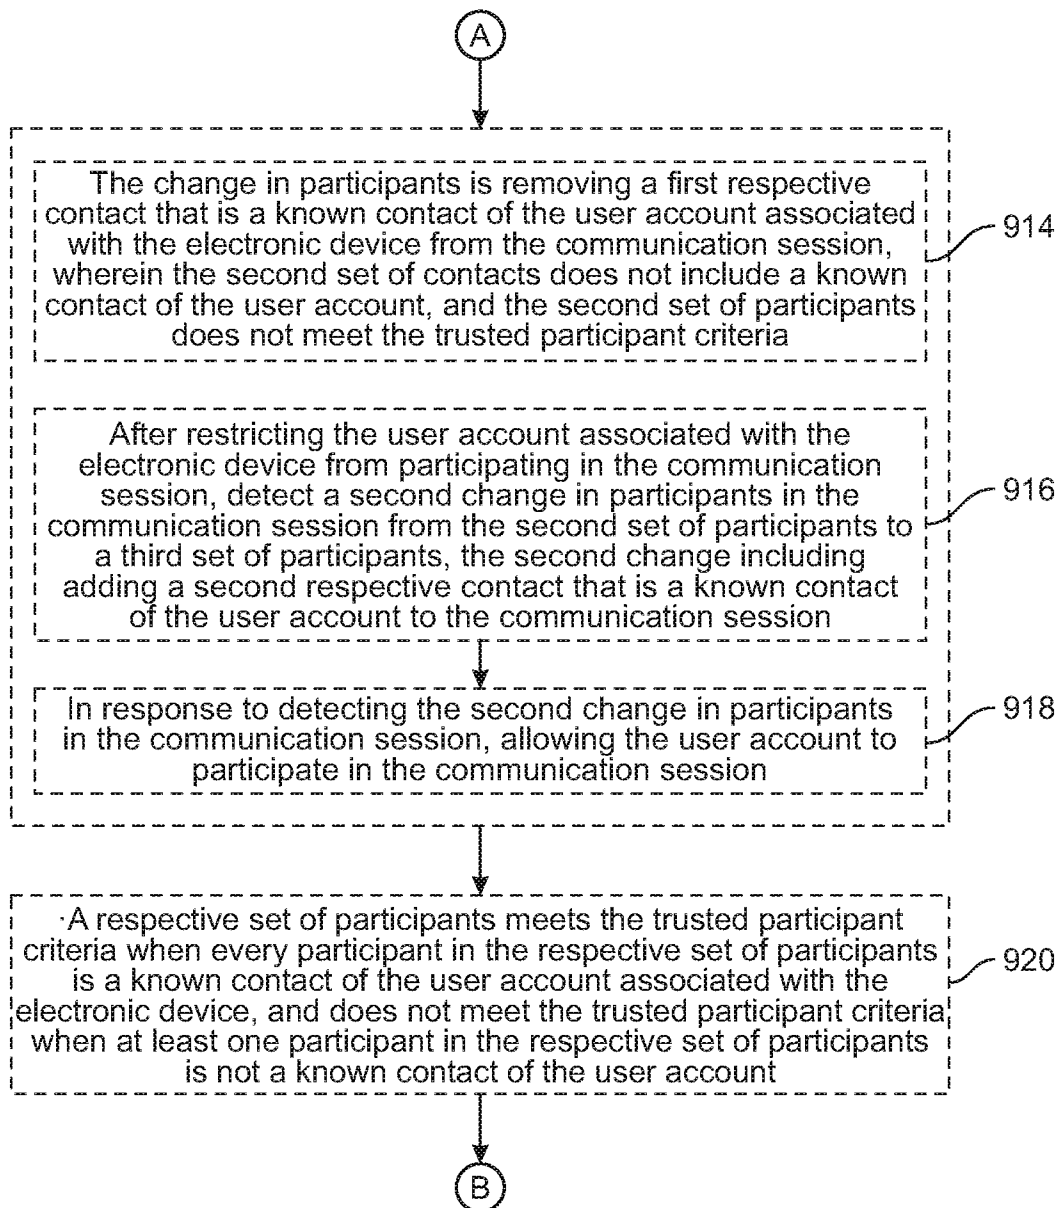 A
The change in participants is removing a first respective
contact that is a known contact of the user account associated
with the electronic device from the communication session,
wherein the second set of contacts does not include a known
contact of the user account, and the second set of participants
does not meet the trusted participant criteria
914
After restricting the user account associated with the
electronic device from participating in the communication
session, detect a second change in participants in the
communication session from the second set of participants to
a third set of participants, the second change including
adding a second respective contact that is a known contact
of the user account to the communication session
916
In response to detecting the second change in participants
in the communication session, allowing the user account to
participate in the communication session
918
A respective set of participants meets the trusted participant
criteria when every participant in the respective set of participants
is a known contact of the user account associated with the
electronic device, and does not meet the trusted participant criteria
when at least one participant in the respective set of participants
is not a known contact of the user account
920
B